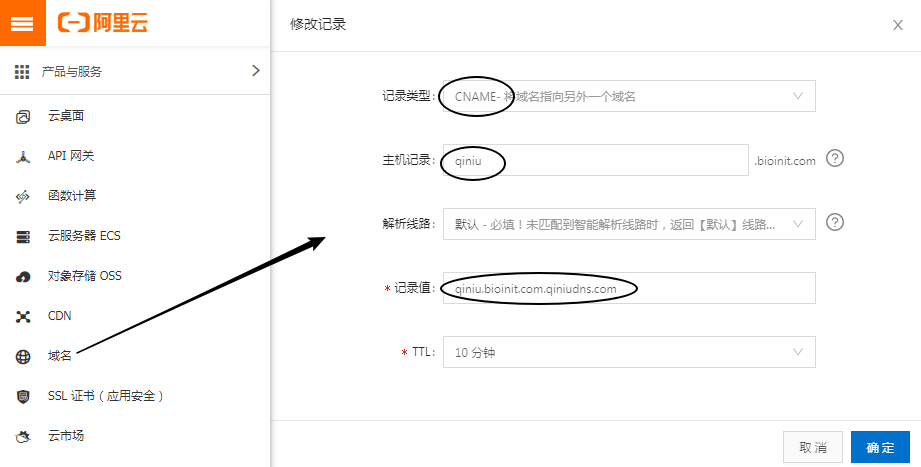 阿里云
产品与服务
云桌面
API 网关
函数计算
云服务器 ECS
对象存储 OSS
CDN
域名
SSL 证书（应用安全）
云市场
修改记录
记录类型: CNAME- 将域名指向另外一个域名
主机记录: qiniu .bioinit.com ?
解析线路: 默认 - 必填！未匹配到智能解析线路时，返回【默认】线路... ?
* 记录值: qiniu.bioinit.com.qiniudns.com
* TTL: 10 分钟
取消 确定